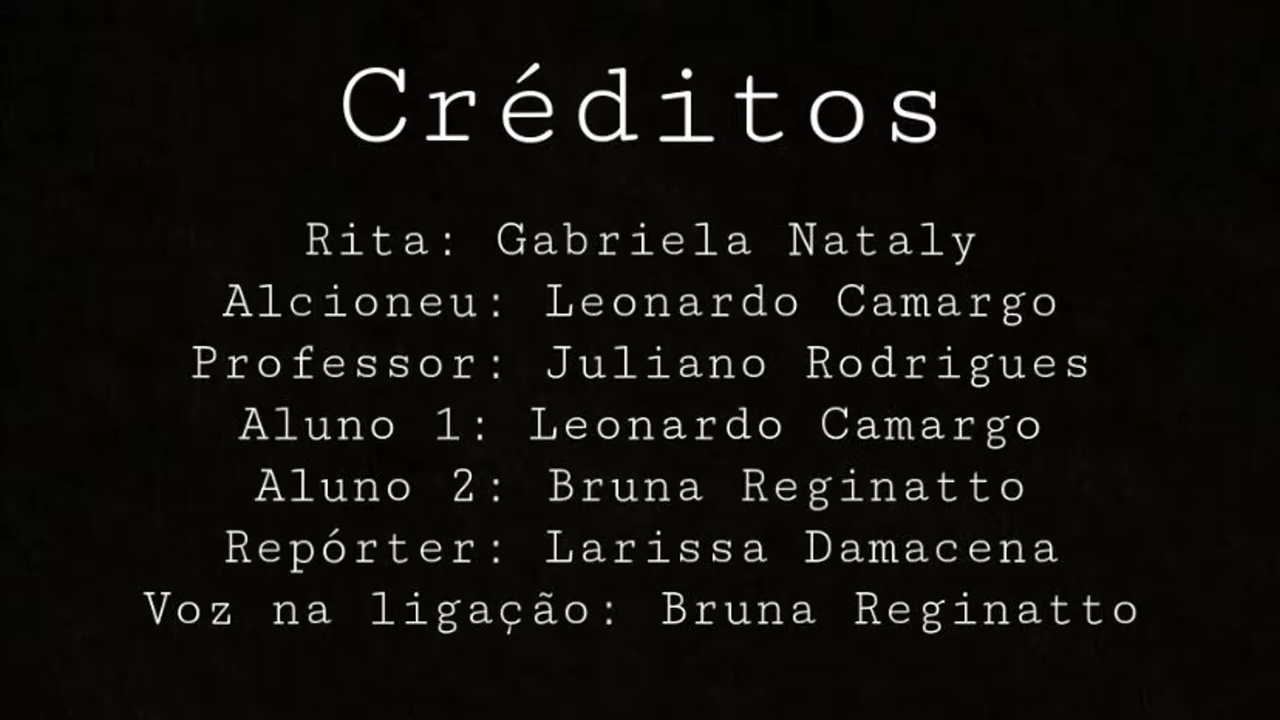 Créditos
Rita: Gabriela Nataly
Alcioneu: Leonardo Camargo
Professor: Juliano Rodrigues
Aluno 1: Leonardo Camargo
Aluno 2: Bruna Reginatto
Repórter: Larissa Damacena
Voz na ligação: Bruna Reginatto